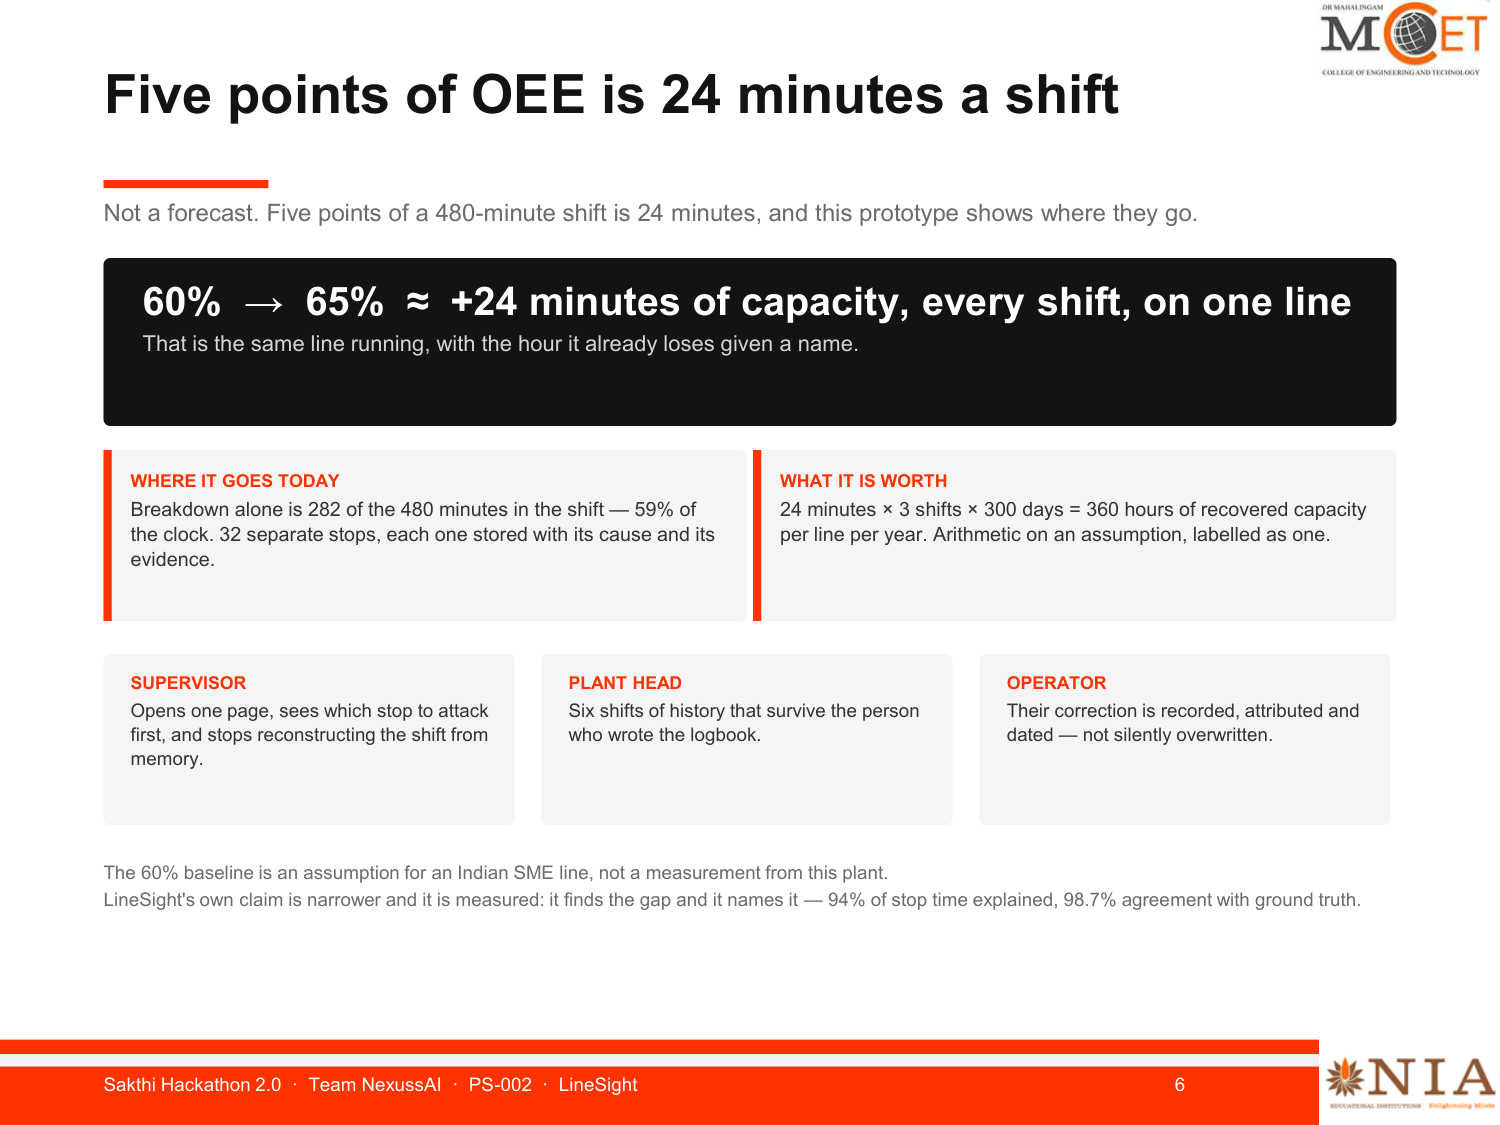 DR MAHALINGAM
MCET
COLLEGE OF ENGINEERING AND TECHNOLOGY
Five points of OEE is 24 minutes a shift
Not a forecast. Five points of a 480-minute shift is 24 minutes, and this prototype shows where they go.
60% → 65% ≈ +24 minutes of capacity, every shift, on one line
That is the same line running, with the hour it already loses given a name.
WHERE IT GOES TODAY
Breakdown alone is 282 of the 480 minutes in the shift — 59% of
the clock. 32 separate stops, each one stored with its cause and its
evidence.
WHAT IT IS WORTH
24 minutes × 3 shifts × 300 days = 360 hours of recovered capacity
per line per year. Arithmetic on an assumption, labelled as one.
SUPERVISOR
Opens one page, sees which stop to attack
first, and stops reconstructing the shift from
memory.
PLANT HEAD
Six shifts of history that survive the person
who wrote the logbook.
OPERATOR
Their correction is recorded, attributed and
dated — not silently overwritten.
The 60% baseline is an assumption for an Indian SME line, not a measurement from this plant.
LineSight's own claim is narrower and it is measured: it finds the gap and it names it — 94% of stop time explained, 98.7% agreement with ground truth.
Sakthi Hackathon 2.0 · Team NexussAI · PS-002 · LineSight
6
NIA
EDUCATIONAL INSTITUTIONS Enlightening Minds